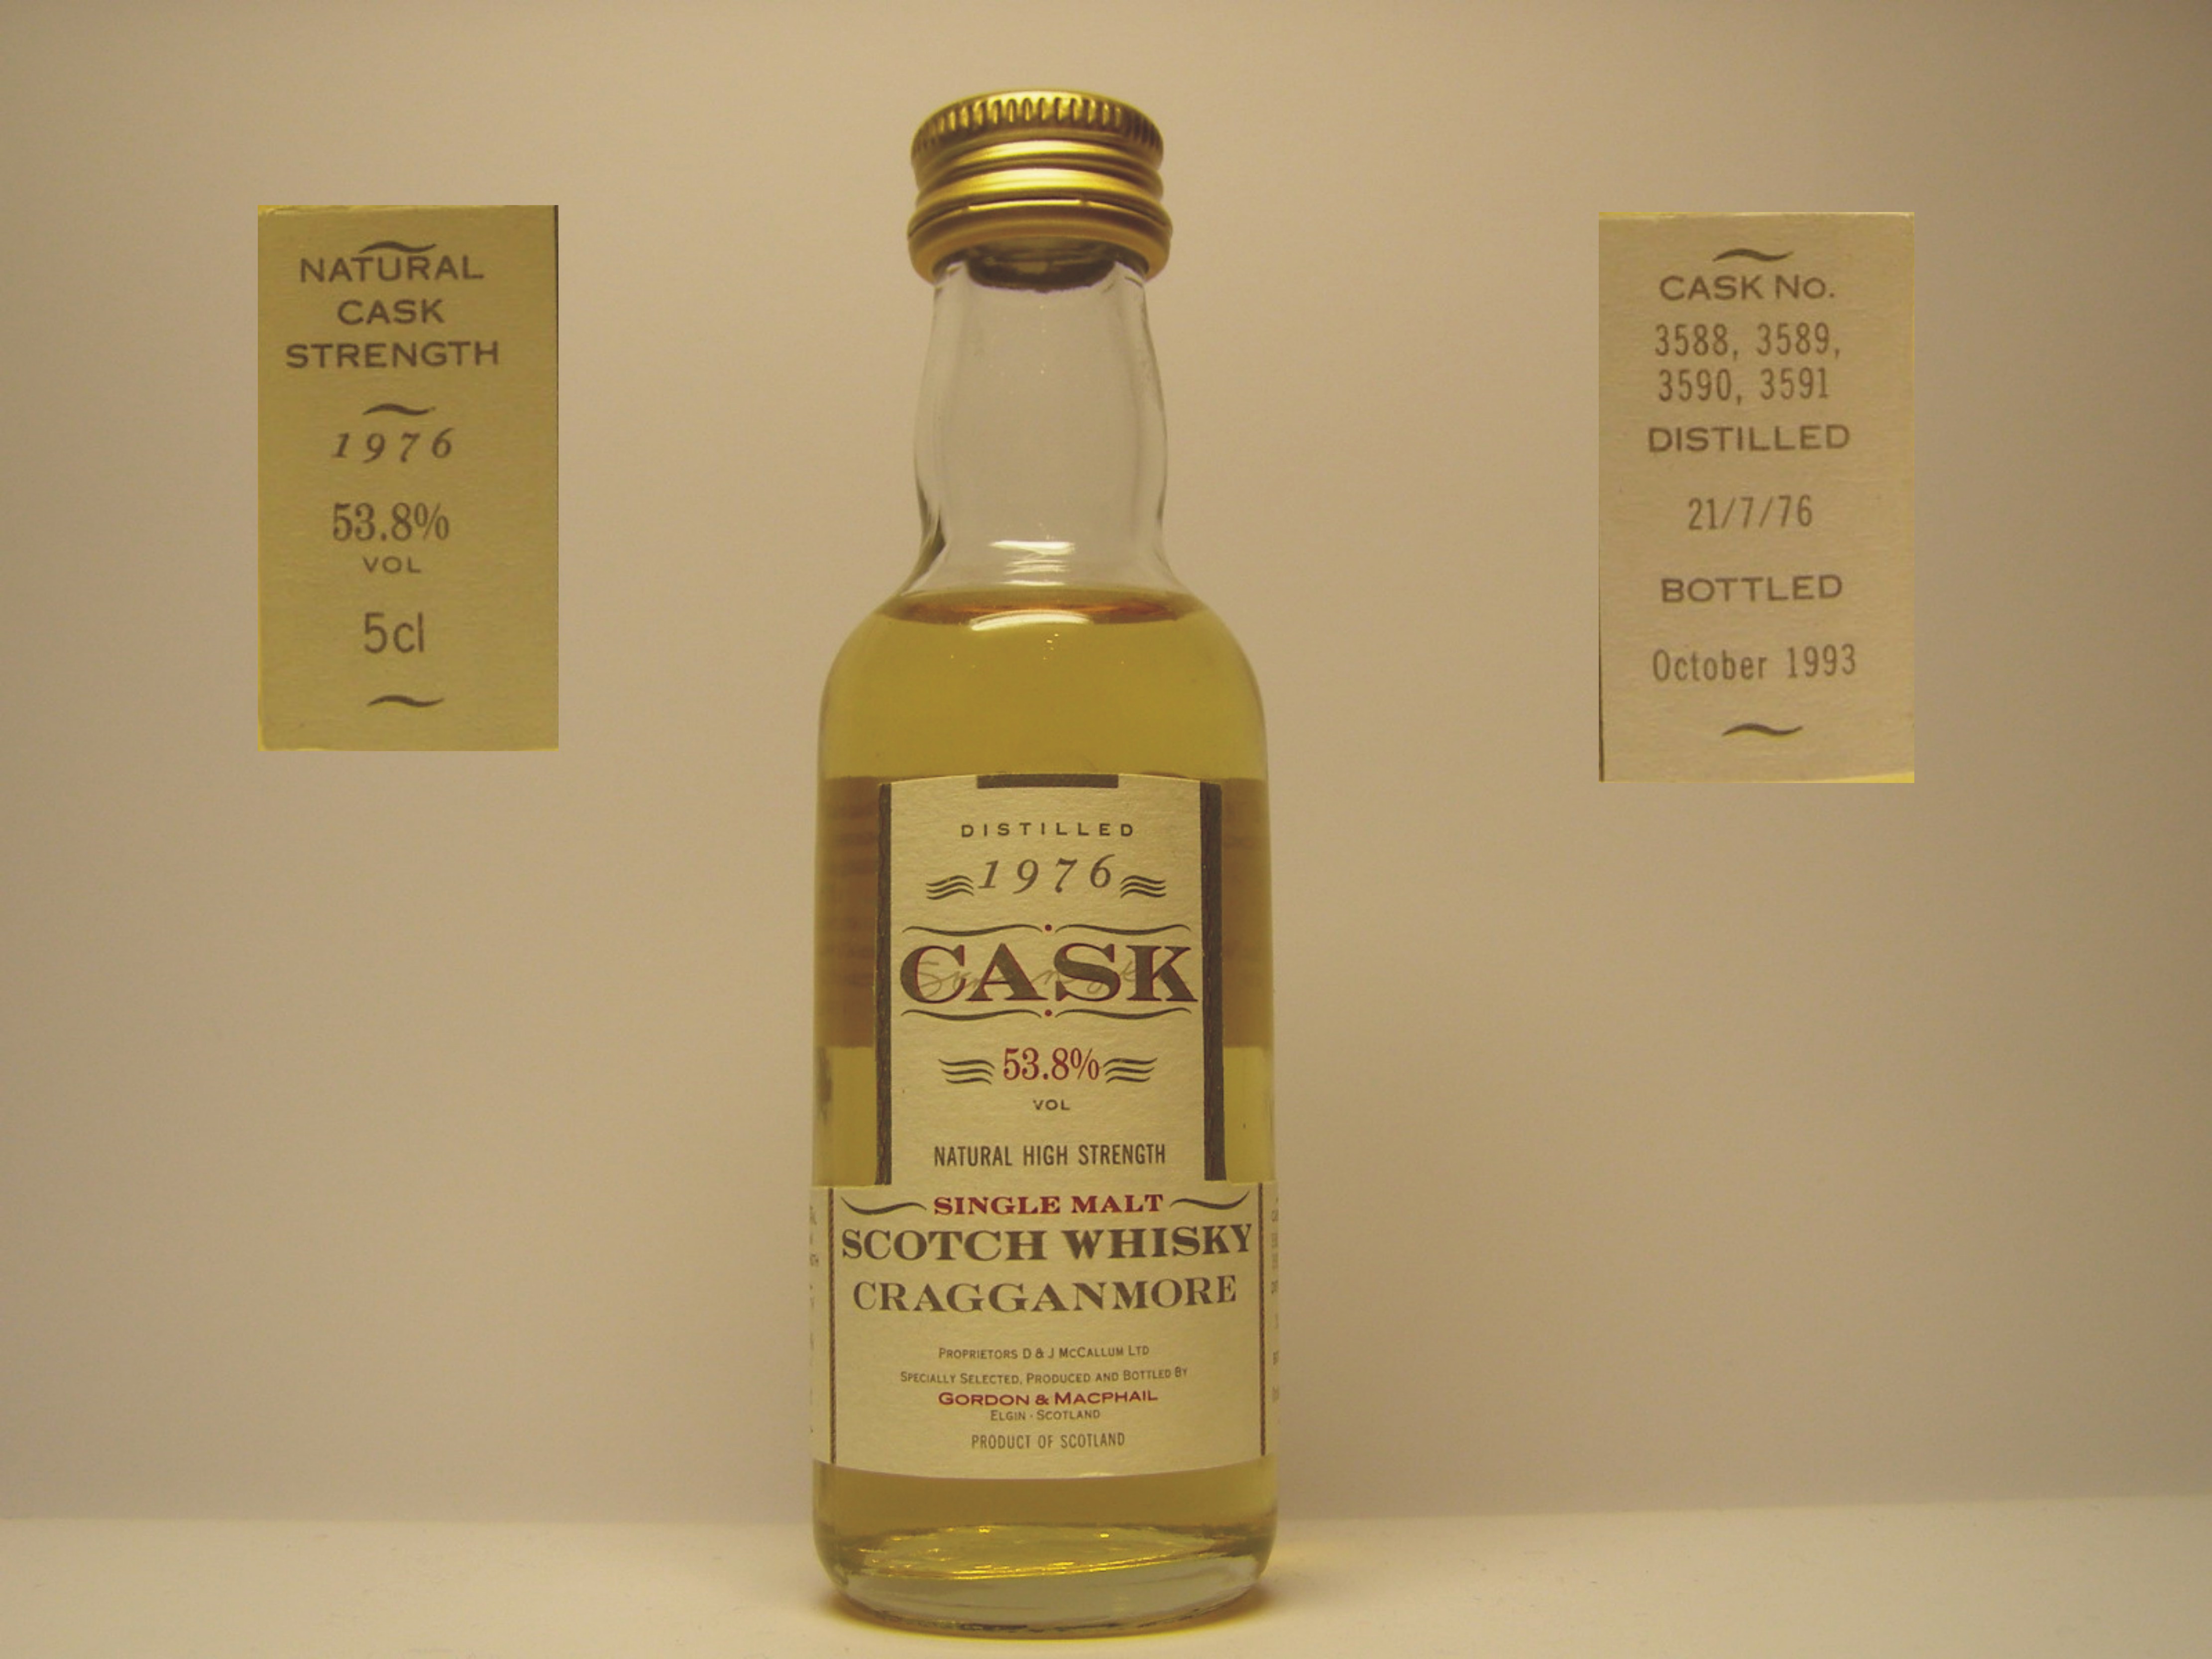 NATURAL
CASK
STRENGTH
1976
53.8%
VOL
5cl
CASK No.
3588, 3589,
3590, 3591
DISTILLED
21/7/76
BOTTLED
October 1993
DISTILLED
1976
CASK
53.8%
VOL
NATURAL HIGH STRENGTH
SINGLE MALT
SCOTCH WHISKY
CRAGGANMORE
PROPRIETORS D & J MCCALLUM LTD
SPECIALLY SELECTED, PRODUCED AND BOTTLED BY
GORDON & MACPHAIL
ELGIN · SCOTLAND
PRODUCT OF SCOTLAND